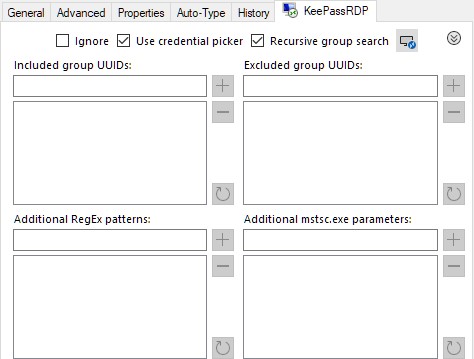 General Advanced Properties Auto-Type History KeePassRDP
Ignore Use credential picker Recursive group search
Included group UUIDs: Excluded group UUIDs:
Additional RegEx patterns: Additional mstsc.exe parameters: